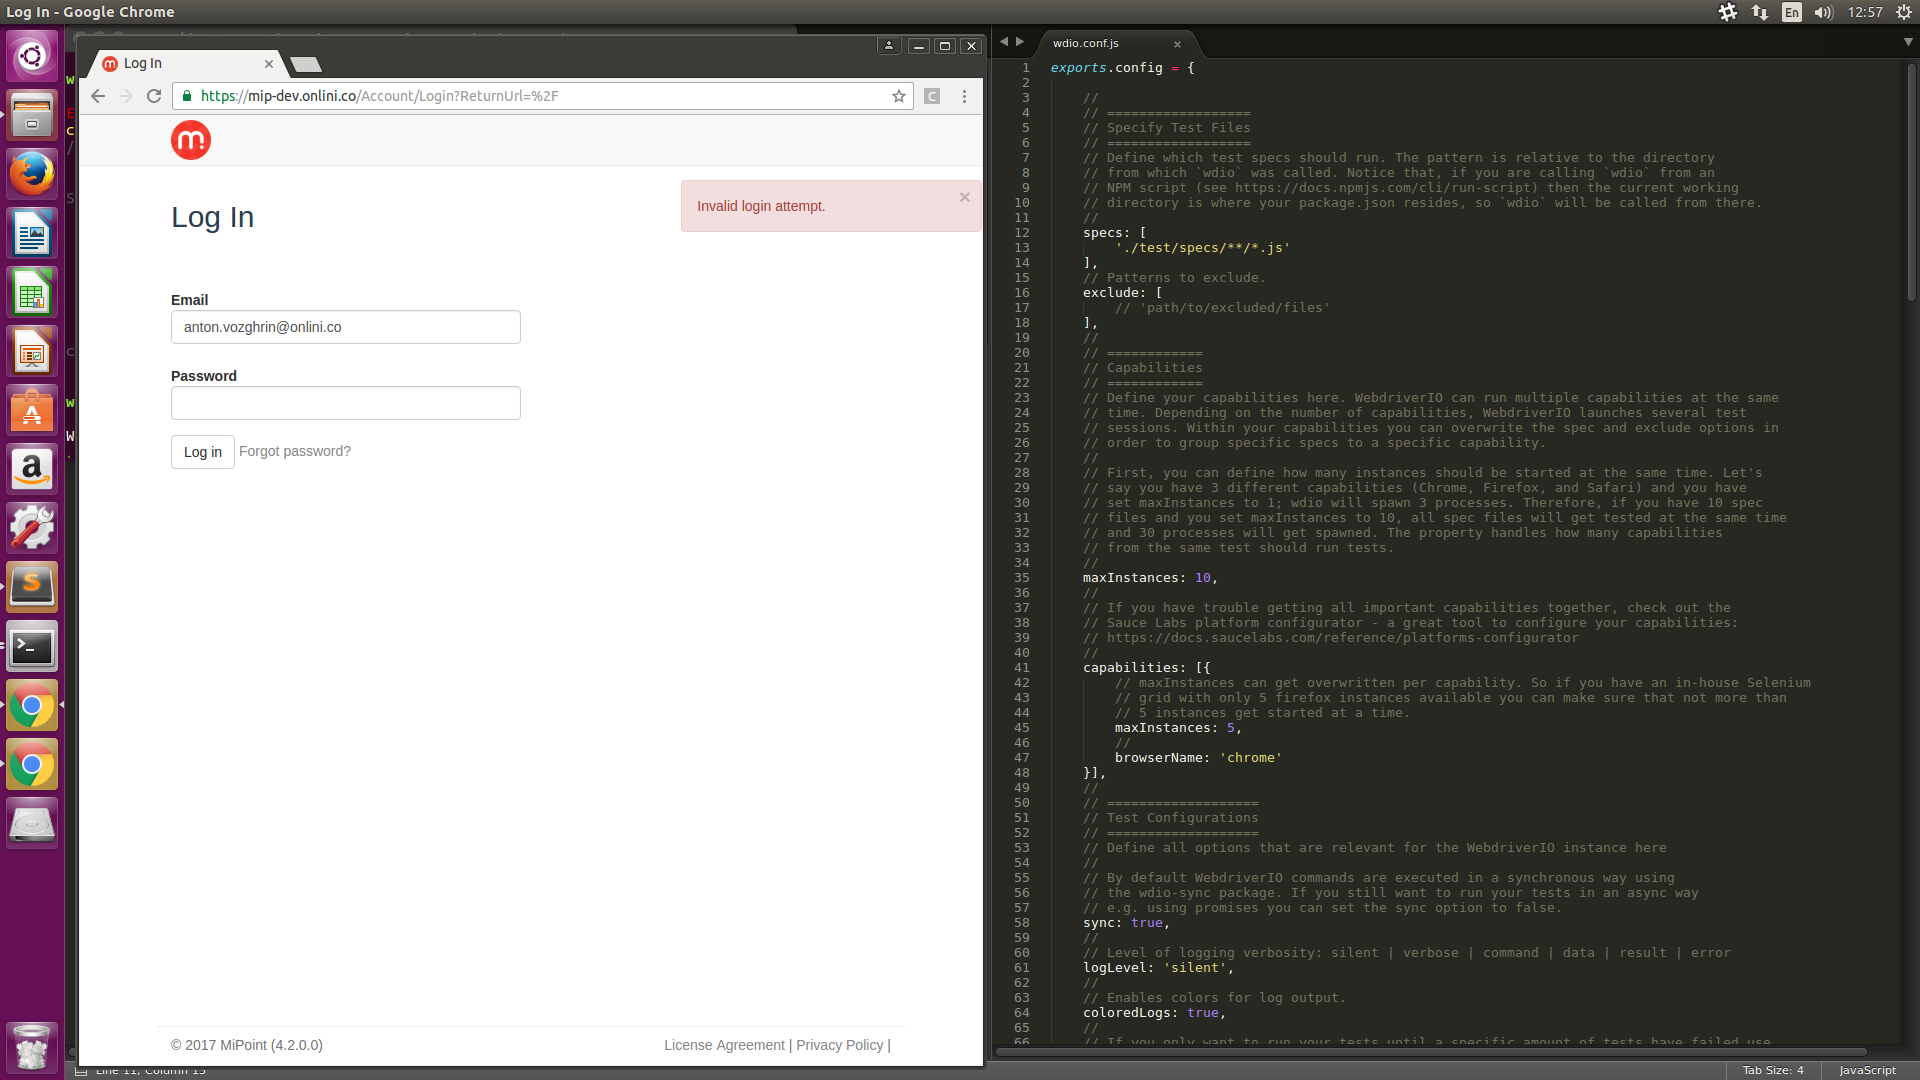 Log In - Google Chrome
En
12:57
Log In
https://mip-dev.onlini.co/Account/Login?ReturnUrl=%2F
C
m!
Log In
Invalid login attempt.
×
Email
anton.vozghrin@onlini.co
Password
Log in
Forgot password?
© 2017 MiPoint (4.2.0.0)
License Agreement | Privacy Policy |
Line 11, Column 15
wdio.conf.js
1 exports.config = {
2
3 //
4 // ==================
5 // Specify Test Files
6 // ==================
7 // Define which test specs should run. The pattern is relative to the directory
8 // from which `wdio` was called. Notice that, if you are calling `wdio` from an
9 // NPM script (see https://docs.npmjs.com/cli/run-script) then the current working
10 // directory is where your package.json resides, so `wdio` will be called from there.
11 //
12 specs: [
13 './test/specs/**/*.js'
14 ],
15 // Patterns to exclude.
16 exclude: [
17 // 'path/to/excluded/files'
18 ],
19 //
20 // ============
21 // Capabilities
22 // ============
23 // Define your capabilities here. WebdriverIO can run multiple capabilities at the same
24 // time. Depending on the number of capabilities, WebdriverIO launches several test
25 // sessions. Within your capabilities you can overwrite the spec and exclude options in
26 // order to group specific specs to a specific capability.
27 //
28 // First, you can define how many instances should be started at the same time. Let's
29 // say you have 3 different capabilities (Chrome, Firefox, and Safari) and you have
30 // set maxInstances to 1; wdio will spawn 3 processes. Therefore, if you have 10 spec
31 // files and you set maxInstances to 10, all spec files will get tested at the same time
32 // and 30 processes will get spawned. The property handles how many capabilities
33 // from the same test should run tests.
34 //
35 maxInstances: 10,
36 //
37 // If you have trouble getting all important capabilities together, check out the
38 // Sauce Labs platform configurator - a great tool to configure your capabilities:
39 // https://docs.saucelabs.com/reference/platforms-configurator
40 //
41 capabilities: [{
42 // maxInstances can get overwritten per capability. So if you have an in-house Selenium
43 // grid with only 5 firefox instances available you can make sure that not more than
44 // 5 instances get started at a time.
45 maxInstances: 5,
46 //
47 browserName: 'chrome'
48 }],
49 //
50 // ===================
51 // Test Configurations
52 // ===================
53 // Define all options that are relevant for the WebdriverIO instance here
54 //
55 // By default WebdriverIO commands are executed in a synchronous way using
56 // the wdio-sync package. If you still want to run your tests in an async way
57 // e.g. using promises you can set the sync option to false.
58 sync: true,
59 //
60 // Level of logging verbosity: silent | verbose | command | data | result | error
61 logLevel: 'silent',
62 //
63 // Enables colors for log output.
64 coloredLogs: true,
65 //
66 // If you only want to run your tests until a specific amount of tests have failed use
Tab Size: 4
JavaScript